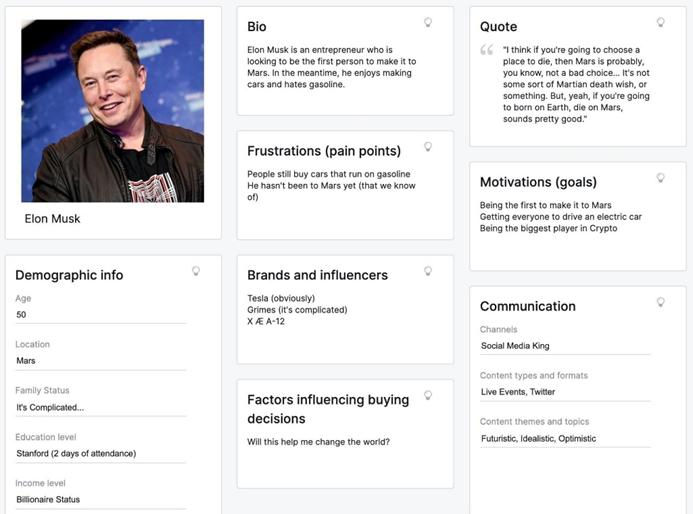 Elon Musk
Demographic info
Age
50
Location
Mars
Family Status
It's Complicated...
Education level
Stanford (2 days of attendance)
Income level
Billionaire Status
Bio
Elon Musk is an entrepreneur who is
looking to be the first person to make it to
Mars. In the meantime, he enjoys making
cars and hates gasoline.
Frustrations (pain points)
People still buy cars that run on gasoline
He hasn't been to Mars yet (that we know
of)
Brands and influencers
Tesla (obviously)
Grimes (it's complicated)
X Æ A-12
Factors influencing buying
decisions
Will this help me change the world?
Quote
"I think if you're going to choose a
place to die, then Mars is probably,
you know, not a bad choice... It's not
some sort of Martian death wish, or
something. But, yeah, if you're going
to born on Earth, die on Mars,
sounds pretty good."
Motivations (goals)
Being the first to make it to Mars
Getting everyone to drive an electric car
Being the biggest player in Crypto
Communication
Channels
Social Media King
Content types and formats
Live Events, Twitter
Content themes and topics
Futuristic, Idealistic, Optimistic